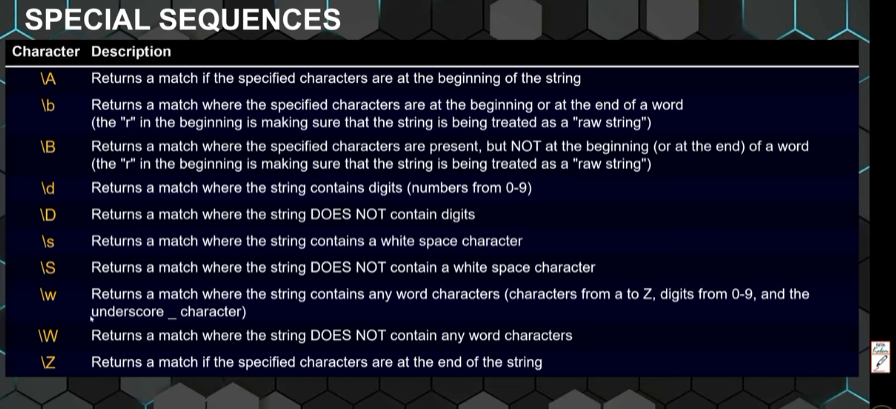 SPECIAL SEQUENCES
Character Description
\A Returns a match if the specified characters are at the beginning of the string
\b Returns a match where the specified characters are at the beginning or at the end of a word
(the "r" in the beginning is making sure that the string is being treated as a "raw string")
\B Returns a match where the specified characters are present, but NOT at the beginning (or at the end) of a word
(the "r" in the beginning is making sure that the string is being treated as a "raw string")
\d Returns a match where the string contains digits (numbers from 0-9)
\D Returns a match where the string DOES NOT contain digits
\s Returns a match where the string contains a white space character
\S Returns a match where the string DOES NOT contain a white space character
\w Returns a match where the string contains any word characters (characters from a to Z, digits from 0-9, and the
underscore _ character)
\W Returns a match where the string DOES NOT contain any word characters
\Z Returns a match if the specified characters are at the end of the string